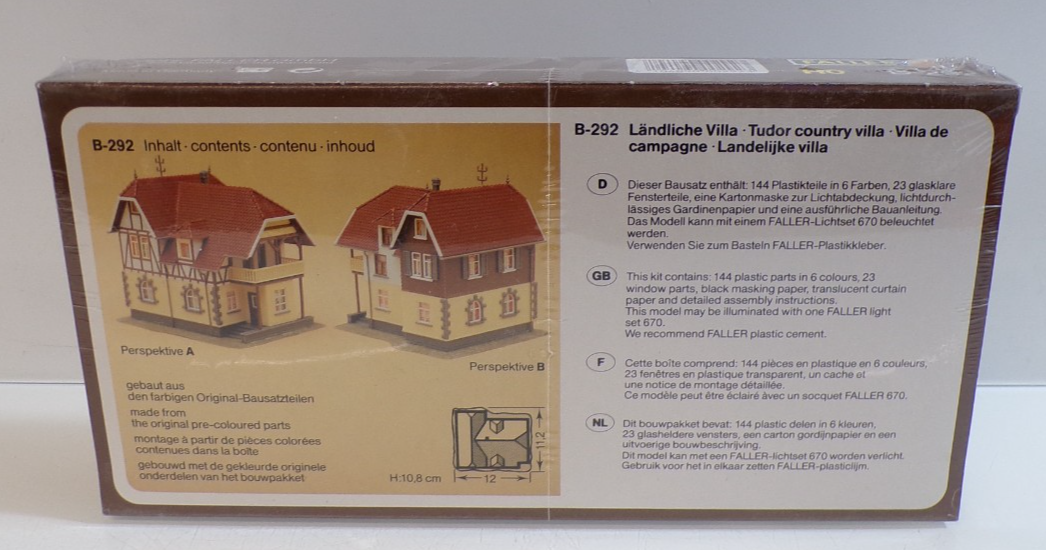 FALLER
B-292 Inhalt · contents · contenu · inhoud
Perspektive A
Perspektive B
gebaut aus
den farbigen Original-Bausatzteilen
made from
the original pre-coloured parts
montage à partir de pièces colorées
contenues dans la boîte
gebouwd met de gekleurde originele
onderdelen van het bouwpakket
H:10,8 cm
12
11,2
B-292 Ländliche Villa · Tudor country villa · Villa de
campagne · Landelijke villa
D
Dieser Bausatz enthält: 144 Plastikteile in 6 Farben, 23 glasklare
Fensterteile, eine Kartonmaske zur Lichtabdeckung, lichtdurch-
lässiges Gardinenpapier und eine ausführliche Bauanleitung.
Das Modell kann mit einem FALLER-Lichtset 670 beleuchtet
werden.
Verwenden Sie zum Basteln FALLER-Plastikkleber.
GB
This kit contains: 144 plastic parts in 6 colours, 23
window parts, black masking paper, translucent curtain
paper and detailed assembly instructions.
This model may be illuminated with one FALLER light
set 670.
We recommend FALLER plastic cement.
F
Cette boîte comprend: 144 pièces en plastique en 6 couleurs,
23 fenêtres en plastique transparent, un cache et
une notice de montage détaillée.
Ce modèle peut être éclairé avec un socquet FALLER 670.
NL
Dit bouwpakket bevat: 144 plastic delen in 6 kleuren,
23 glasheldere vensters, een carton gordijnpapier en een
uitvoerige bouwbeschrijving.
Dit model kan met een FALLER-lichtset 670 worden verlicht.
Gebruik voor het in elkaar zetten FALLER-plasticlijm.